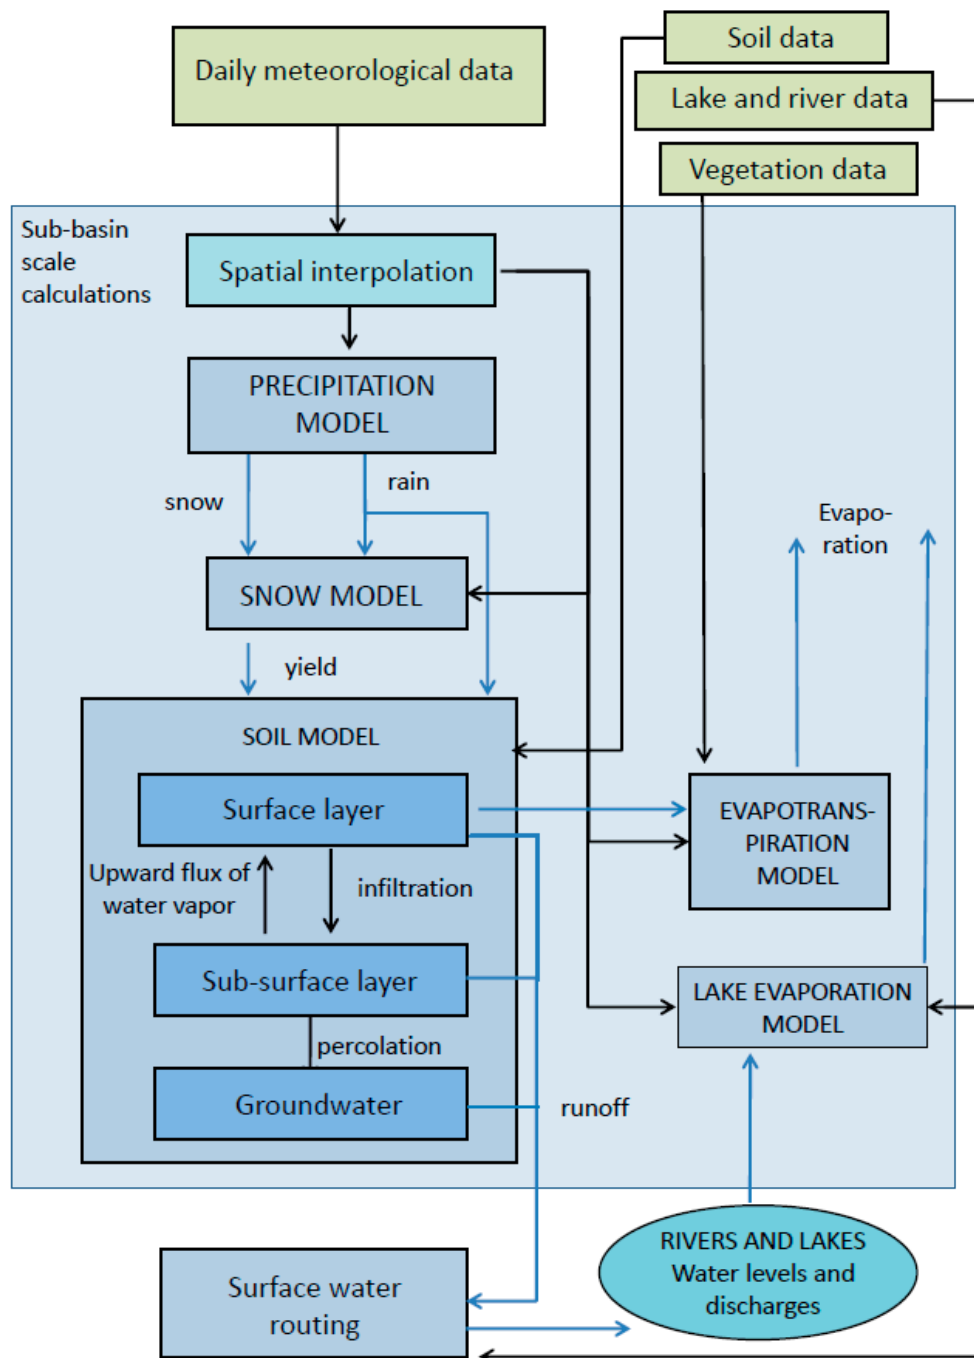 Daily meteorological data
Soil data
Lake and river data
Vegetation data
Sub-basin
scale
calculations
Spatial interpolation
PRECIPITATION
MODEL
snow
rain
Evapo-
ration
SNOW MODEL
yield
SOIL MODEL
Surface layer
EVAPOTRANS-
PIRATION
MODEL
Upward flux of
water vapor
infiltration
Sub-surface layer
LAKE EVAPORATION
MODEL
percolation
Groundwater
runoff
RIVERS AND LAKES
Water levels and
discharges
Surface water
routing